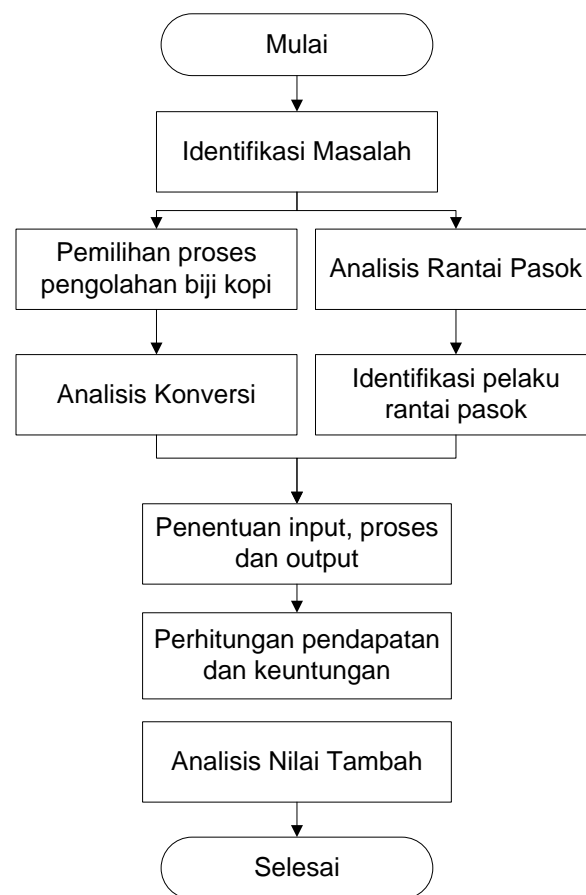 Mulai
Identifikasi Masalah
Pemilihan proses
pengolahan biji kopi
Analisis Rantai Pasok
Analisis Konversi
Identifikasi pelaku
rantai pasok
Penentuan input, proses
dan output
Perhitungan pendapatan
dan keuntungan
Analisis Nilai Tambah
Selesai